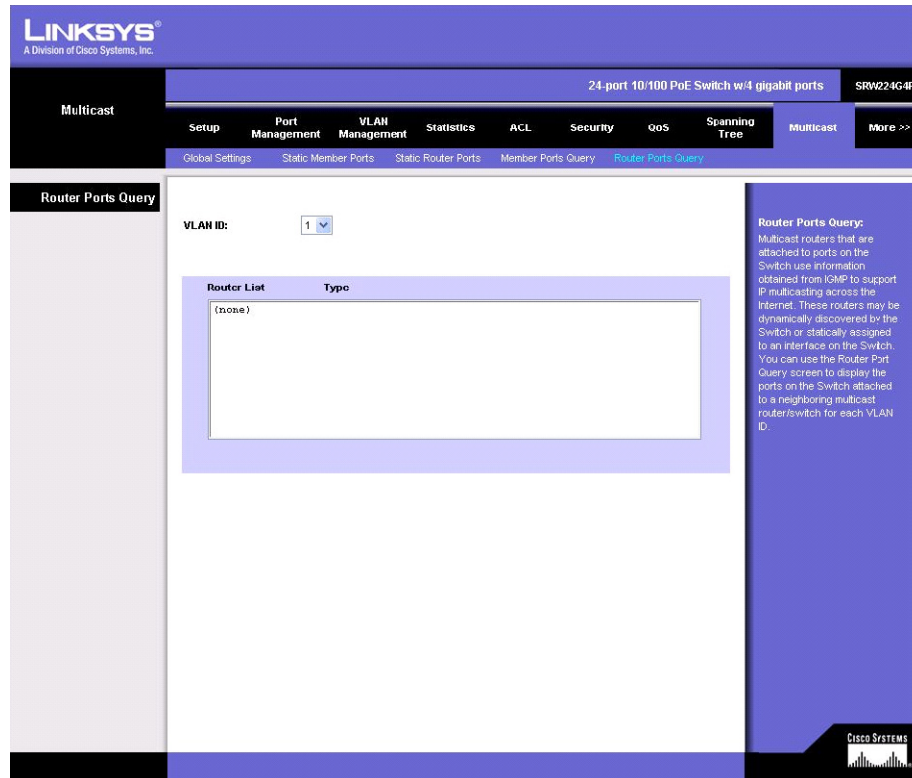 LINKSYS®
A Division of Cisco Systems, Inc.
24-port 10/100 PoE Switch w/4 gigabit ports
SRW224G4P
Multicast
Setup
Port Management
VLAN Management
Statistics
ACL
Security
QoS
Spanning Tree
Multicast
More >>
Global Settings
Static Member Ports
Static Router Ports
Member Ports Query
Router Ports Query
Router Ports Query
VLAN ID:
1
Router List
Type
(none)
Router Ports Query:
Multicast routers that are
attached to ports on the
Switch use information
obtained from IGMP to support
IP multicasting across the
Internet. These routers may be
dynamically discovered by the
Switch or statically assigned
to an interface on the Switch.
You can use the Router Port
Query screen to display the
ports on the Switch attached
to a neighboring multicast
router/switch for each VLAN
ID.
CISCO SYSTEMS